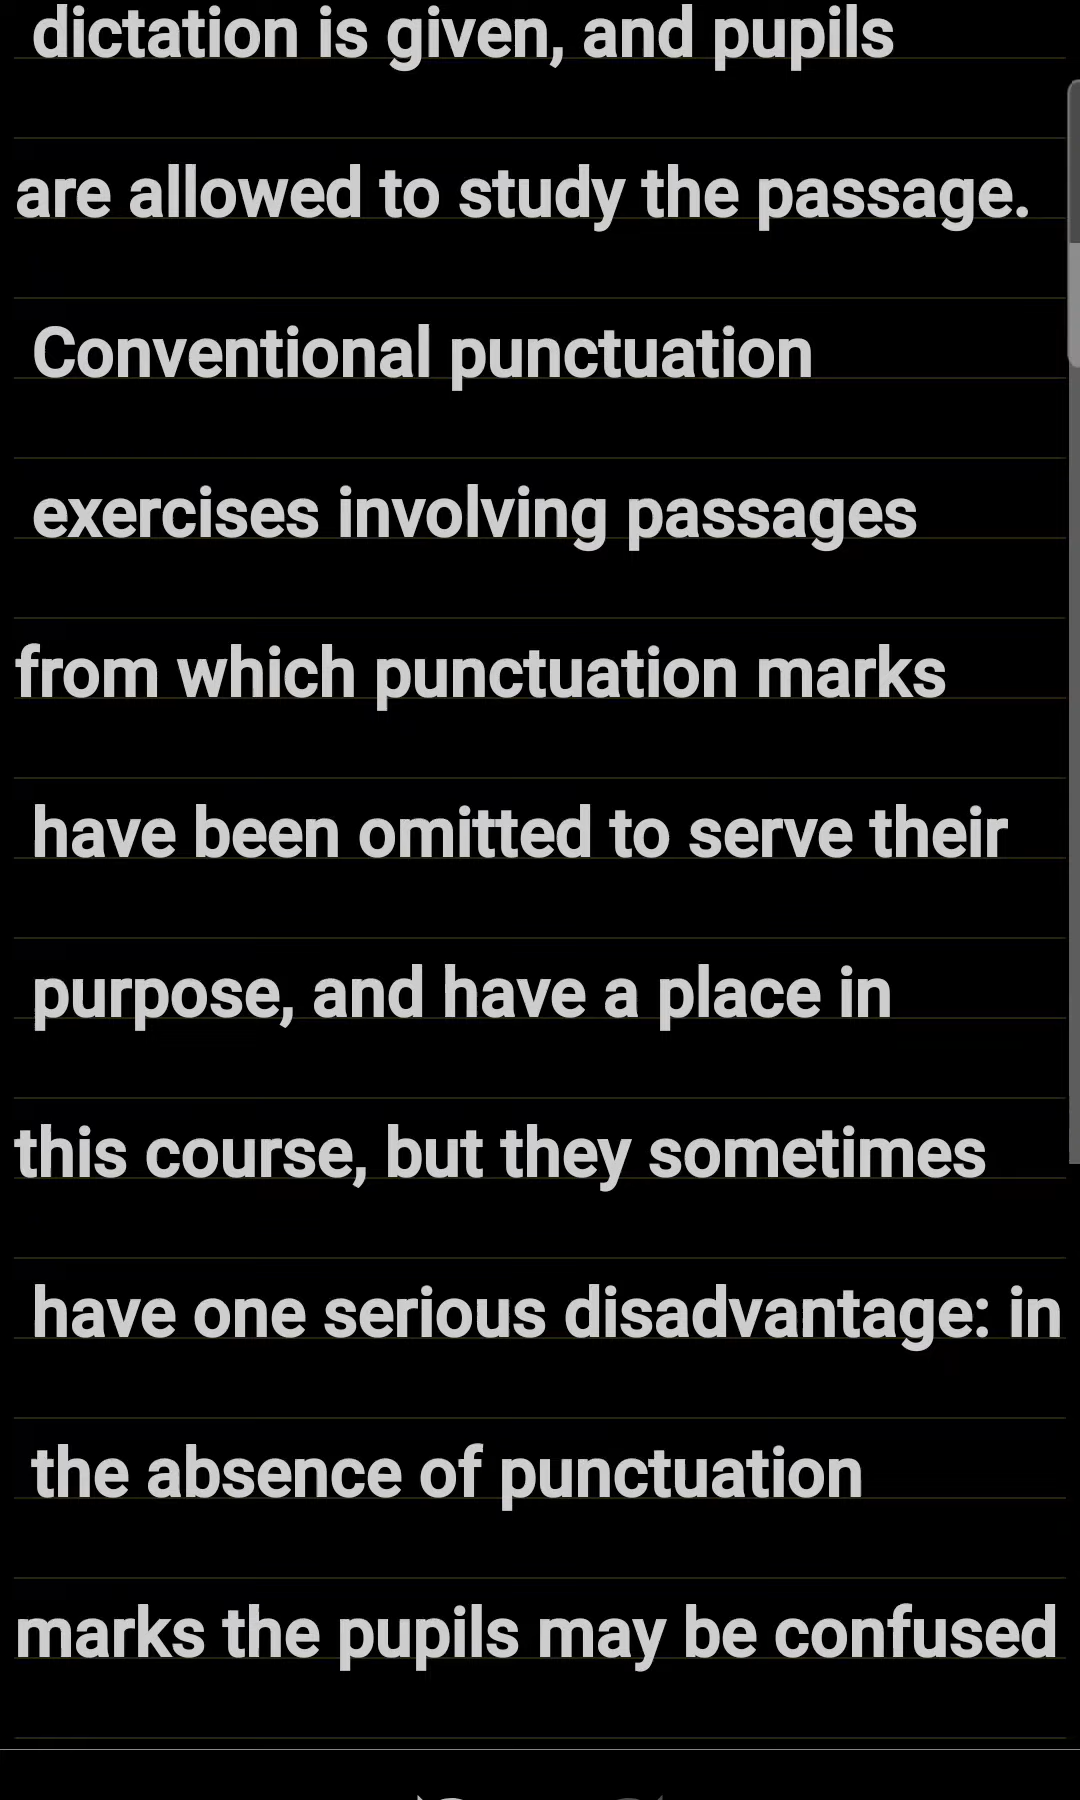 dictation is given, and pupils
are allowed to study the passage.
Conventional punctuation
exercises involving passages
from which punctuation marks
have been omitted to serve their
purpose, and have a place in
this course, but they sometimes
have one serious disadvantage: in
the absence of punctuation
marks the pupils may be confused